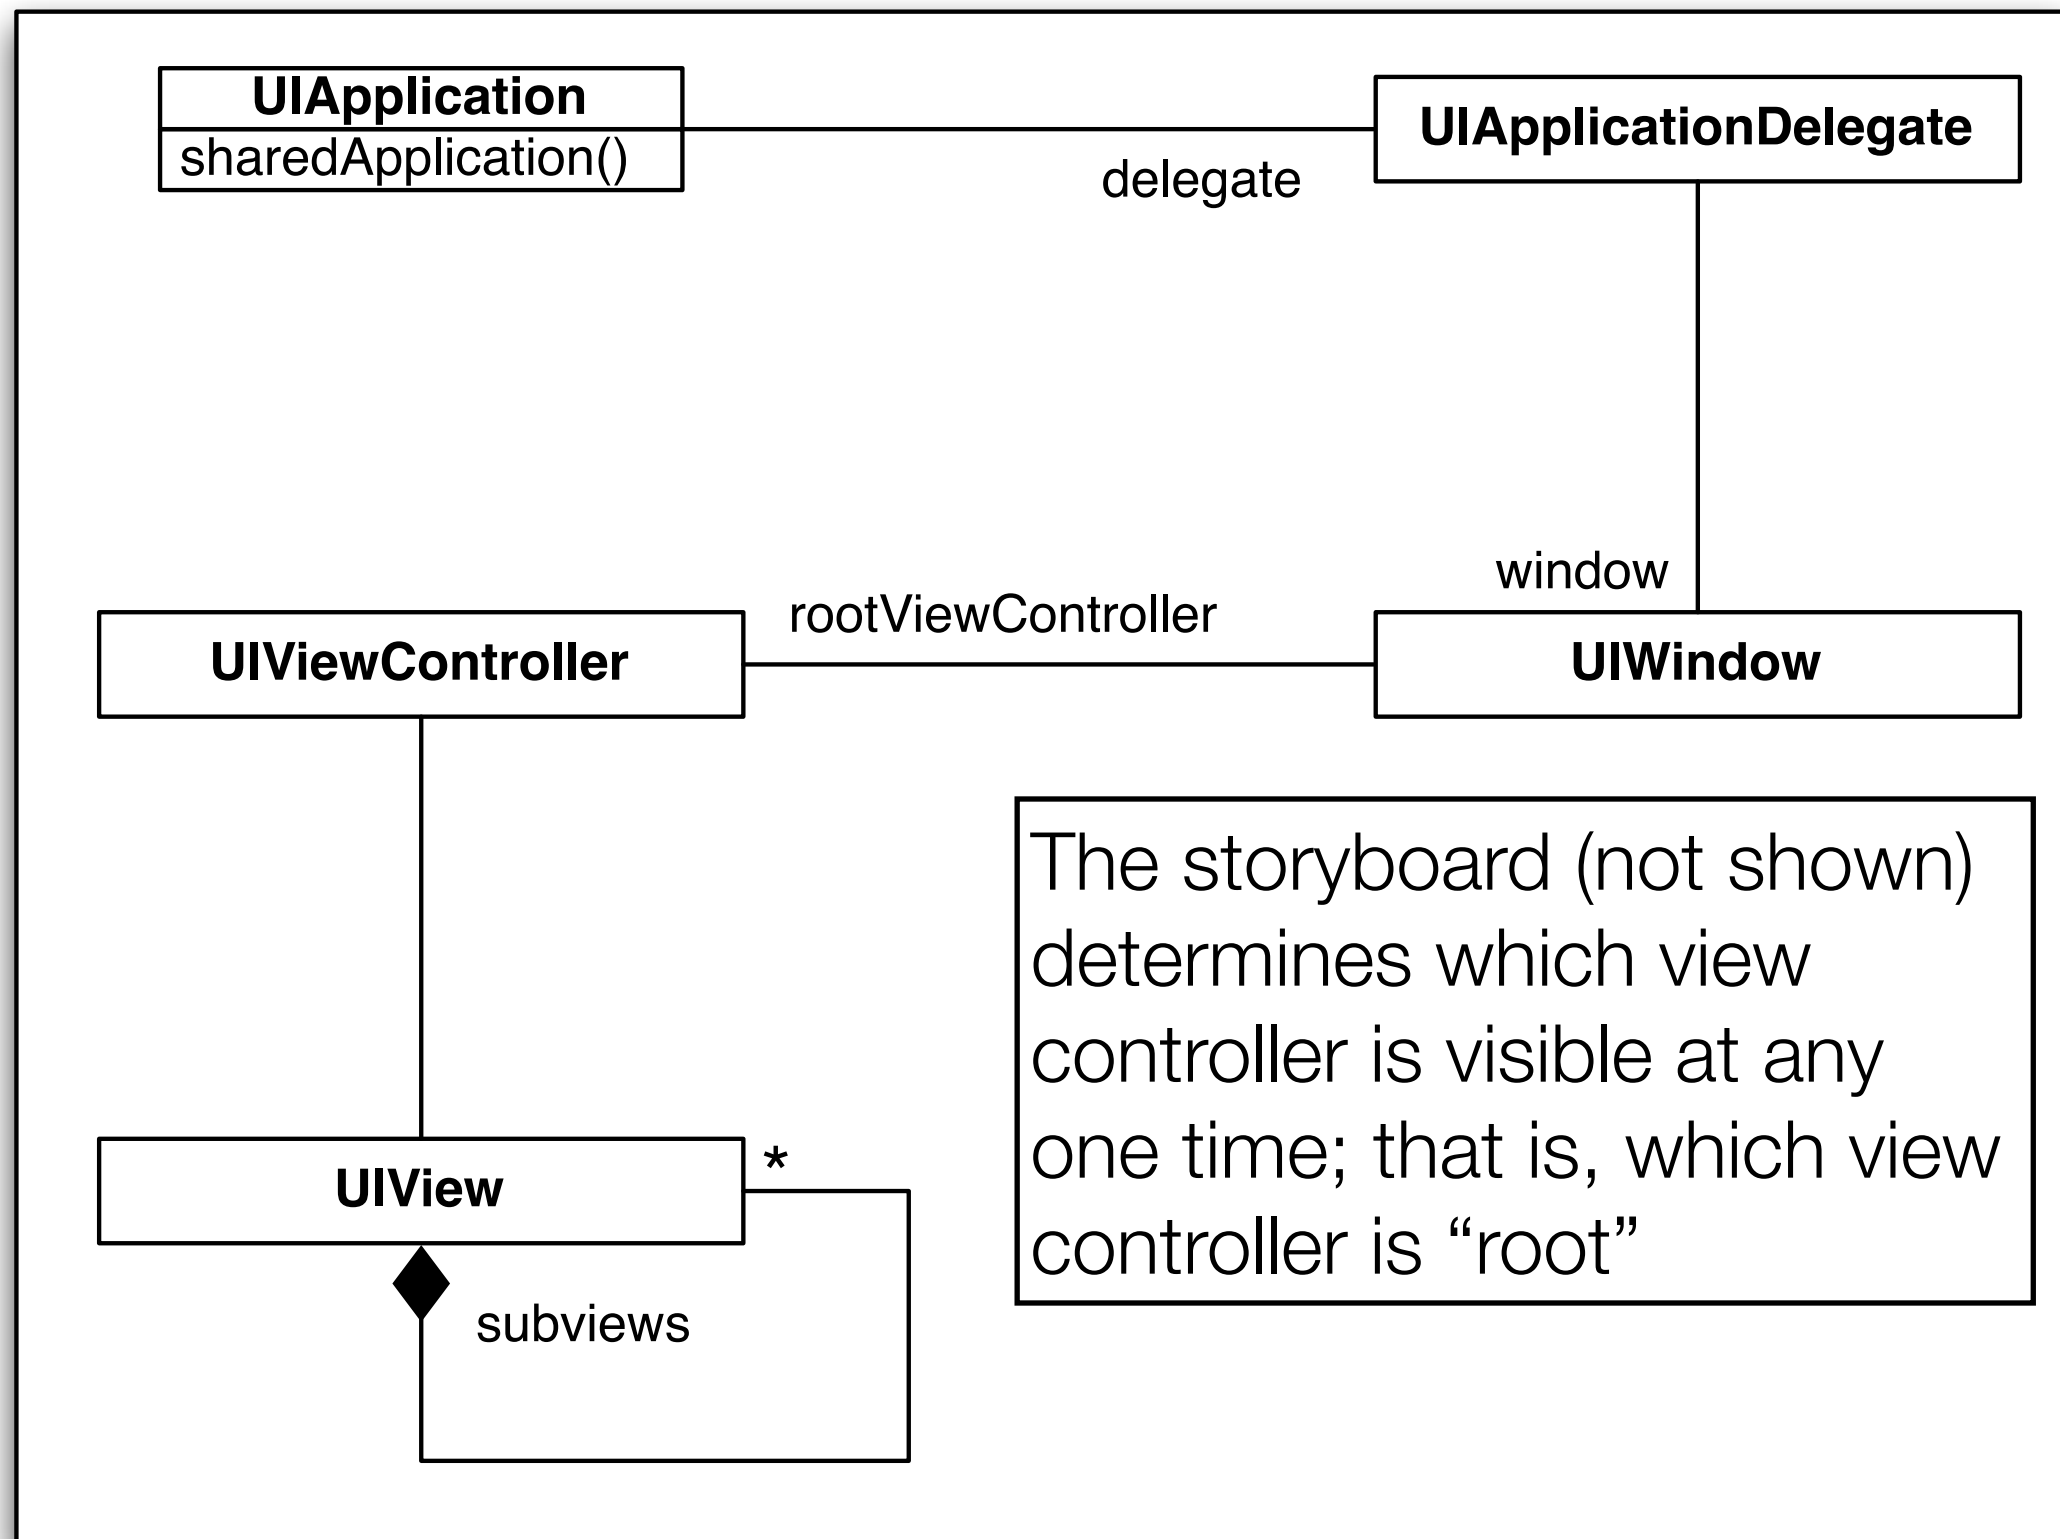 UIApplication
sharedApplication()
UIApplicationDelegate
delegate
window
rootViewController
UIViewController
UIWindow
The storyboard (not shown)
determines which view
controller is visible at any
one time; that is, which view
controller is “root”
*
UIView
subviews